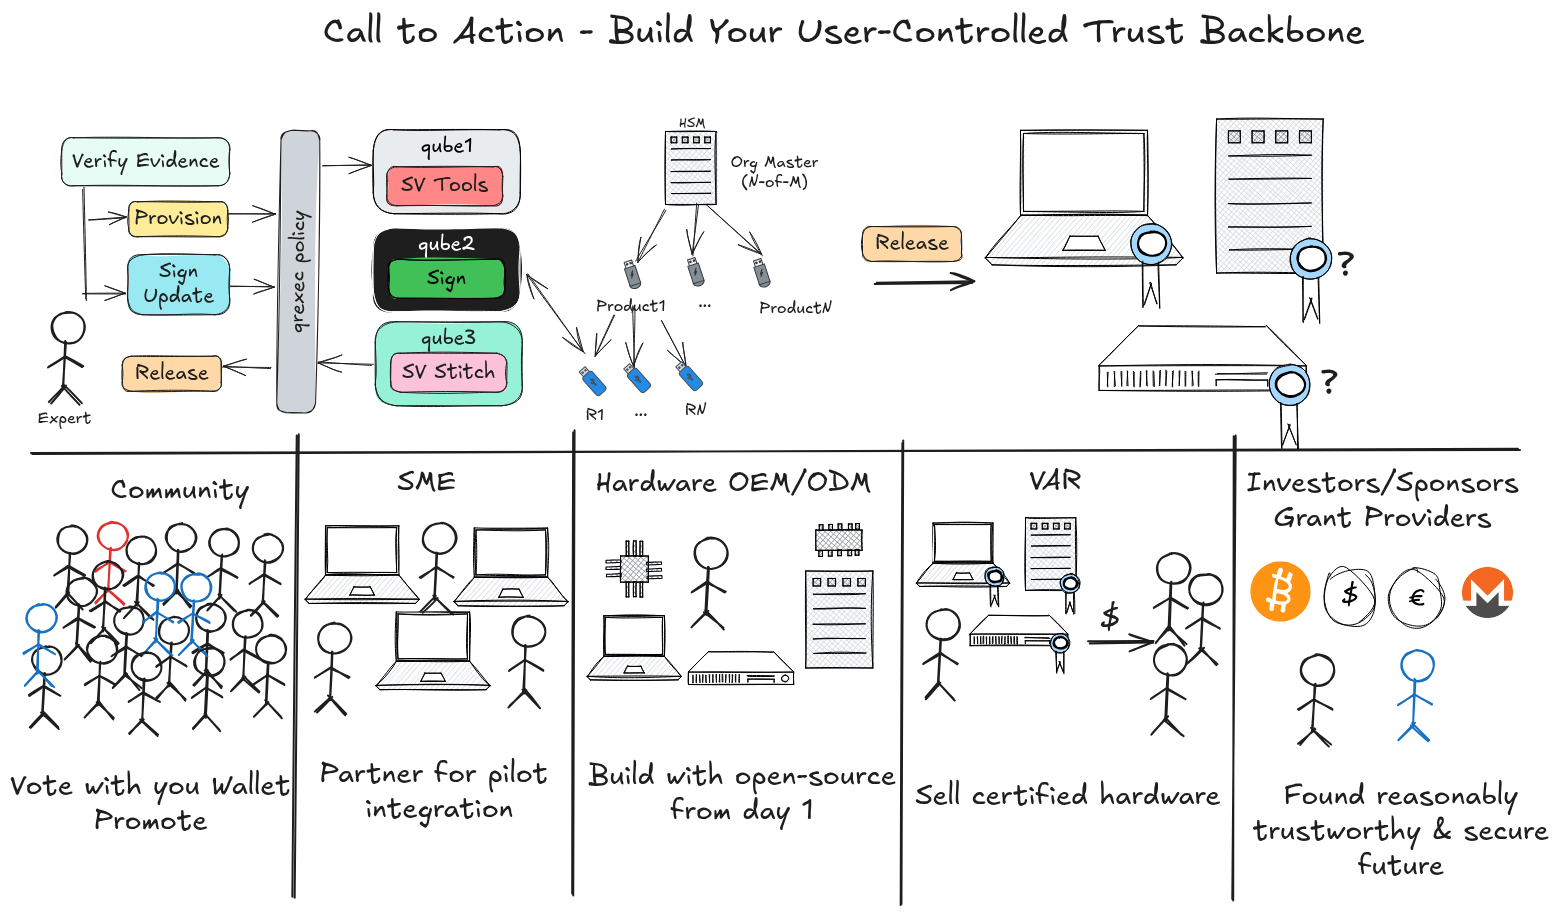 Call to Action - Build Your User-Controlled Trust Backbone
Verify Evidence
Provision
Sign
Update
Release
Expert
qrexec policy
qube1
SV Tools
qube2
Sign
qube3
SV Stitch
HSM
Org Master
(N-of-M)
Product1
...
ProductN
R1
...
RN
Release
?
?
Community
Vote with you Wallet
Promote
SME
Partner for pilot
integration
Hardware OEM/ODM
Build with open-source
from day 1
VAR
$
Sell certified hardware
Investors/Sponsors
Grant Providers
$
€
Found reasonably
trustworthy & secure
future